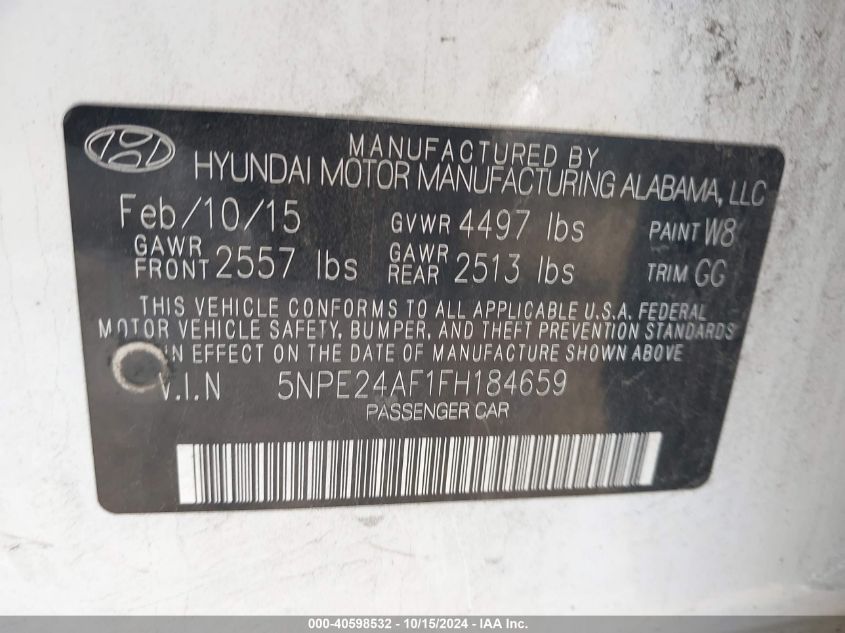 MANUFACTURED BY
HYUNDAI MOTOR MANUFACTURING ALABAMA, LLC
Feb/10/15 GVWR 4497 lbs PAINT W8
GAWR FRONT 2557 lbs GAWR REAR 2513 lbs TRIM GG
THIS VEHICLE CONFORMS TO ALL APPLICABLE U.S.A. FEDERAL
MOTOR VEHICLE SAFETY, BUMPER, AND THEFT PREVENTION STANDARDS
IN EFFECT ON THE DATE OF MANUFACTURING SHOWN ABOVE
V.I.N 5NPE24AF1FH184659
PASSENGER CAR
000-40598532 - 10/15/2024 - IAA Inc.